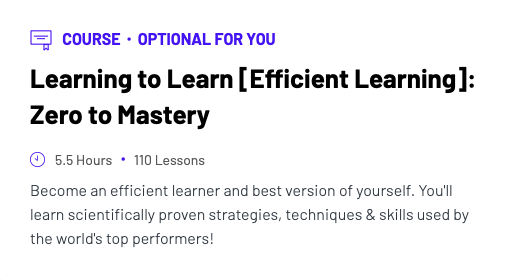 COURSE • OPTIONAL FOR YOU
Learning to Learn [Efficient Learning]:
Zero to Mastery
5.5 Hours • 110 Lessons
Become an efficient learner and best version of yourself. You'll
learn scientifically proven strategies, techniques & skills used by
the world's top performers!